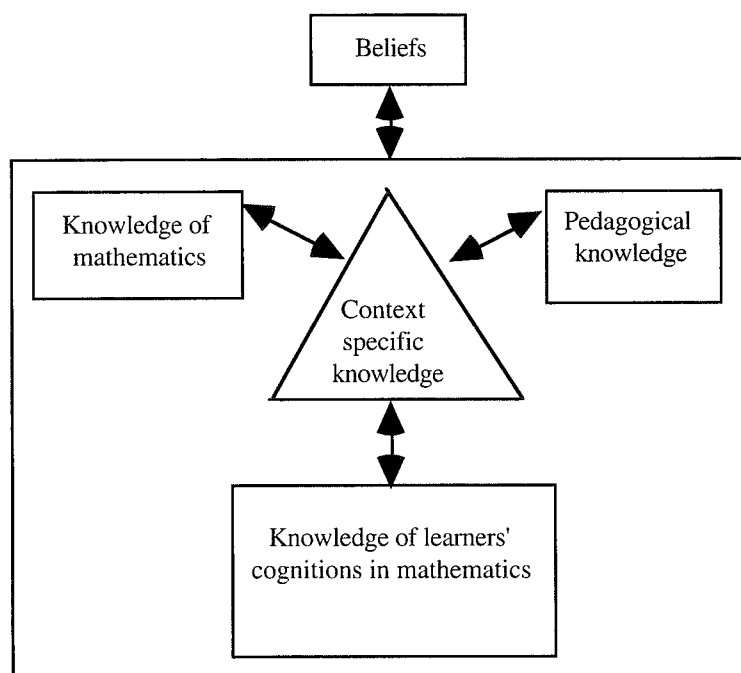 Beliefs
Knowledge of
mathematics
Pedagogical
knowledge
Context
specific
knowledge
Knowledge of learners'
cognitions in mathematics